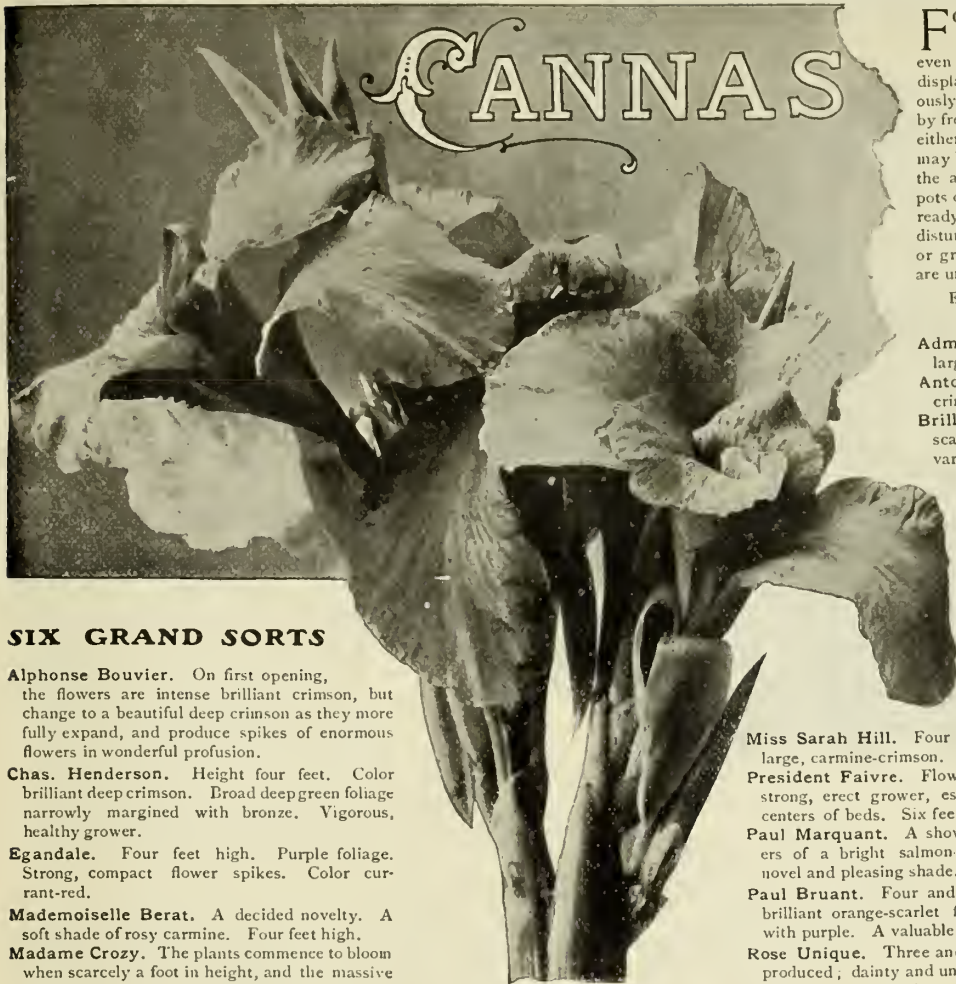 CANNAS
F
even
displa
ously
by fre
either
may
the a
pots
ready
distur
or gr
are u
Adm
larg
Anto
crin
Brill
sca
var
SIX GRAND SORTS
Alphonse Bouvier. On first opening,
the flowers are intense brilliant crimson, but
change to a beautiful deep crimson as they more
fully expand, and produce spikes of enormous
flowers in wonderful profusion.
Chas. Henderson. Height four feet. Color
brilliant deep crimson. Broad deep green foliage
narrowly margined with bronze. Vigorous,
healthy grower.
Egandale. Four feet high. Purple foliage.
Strong, compact flower spikes. Color cur-
rant-red.
Mademoiselle Berat. A decided novelty. A
soft shade of rosy carmine. Four feet high.
Madame Crozy. The plants commence to bloom
when scarcely a foot in height, and the massive
Miss Sarah Hill. Four
large, carmine-crimson.
President Faivre. Flow
strong, erect grower, es
centers of beds. Six fee
Paul Marquant. A show
ers of a bright salmon-
novel and pleasing shade.
Paul Bruant. Four and
brilliant orange-scarlet f
with purple. A valuable
Rose Unique. Three and
produced; dainty and un